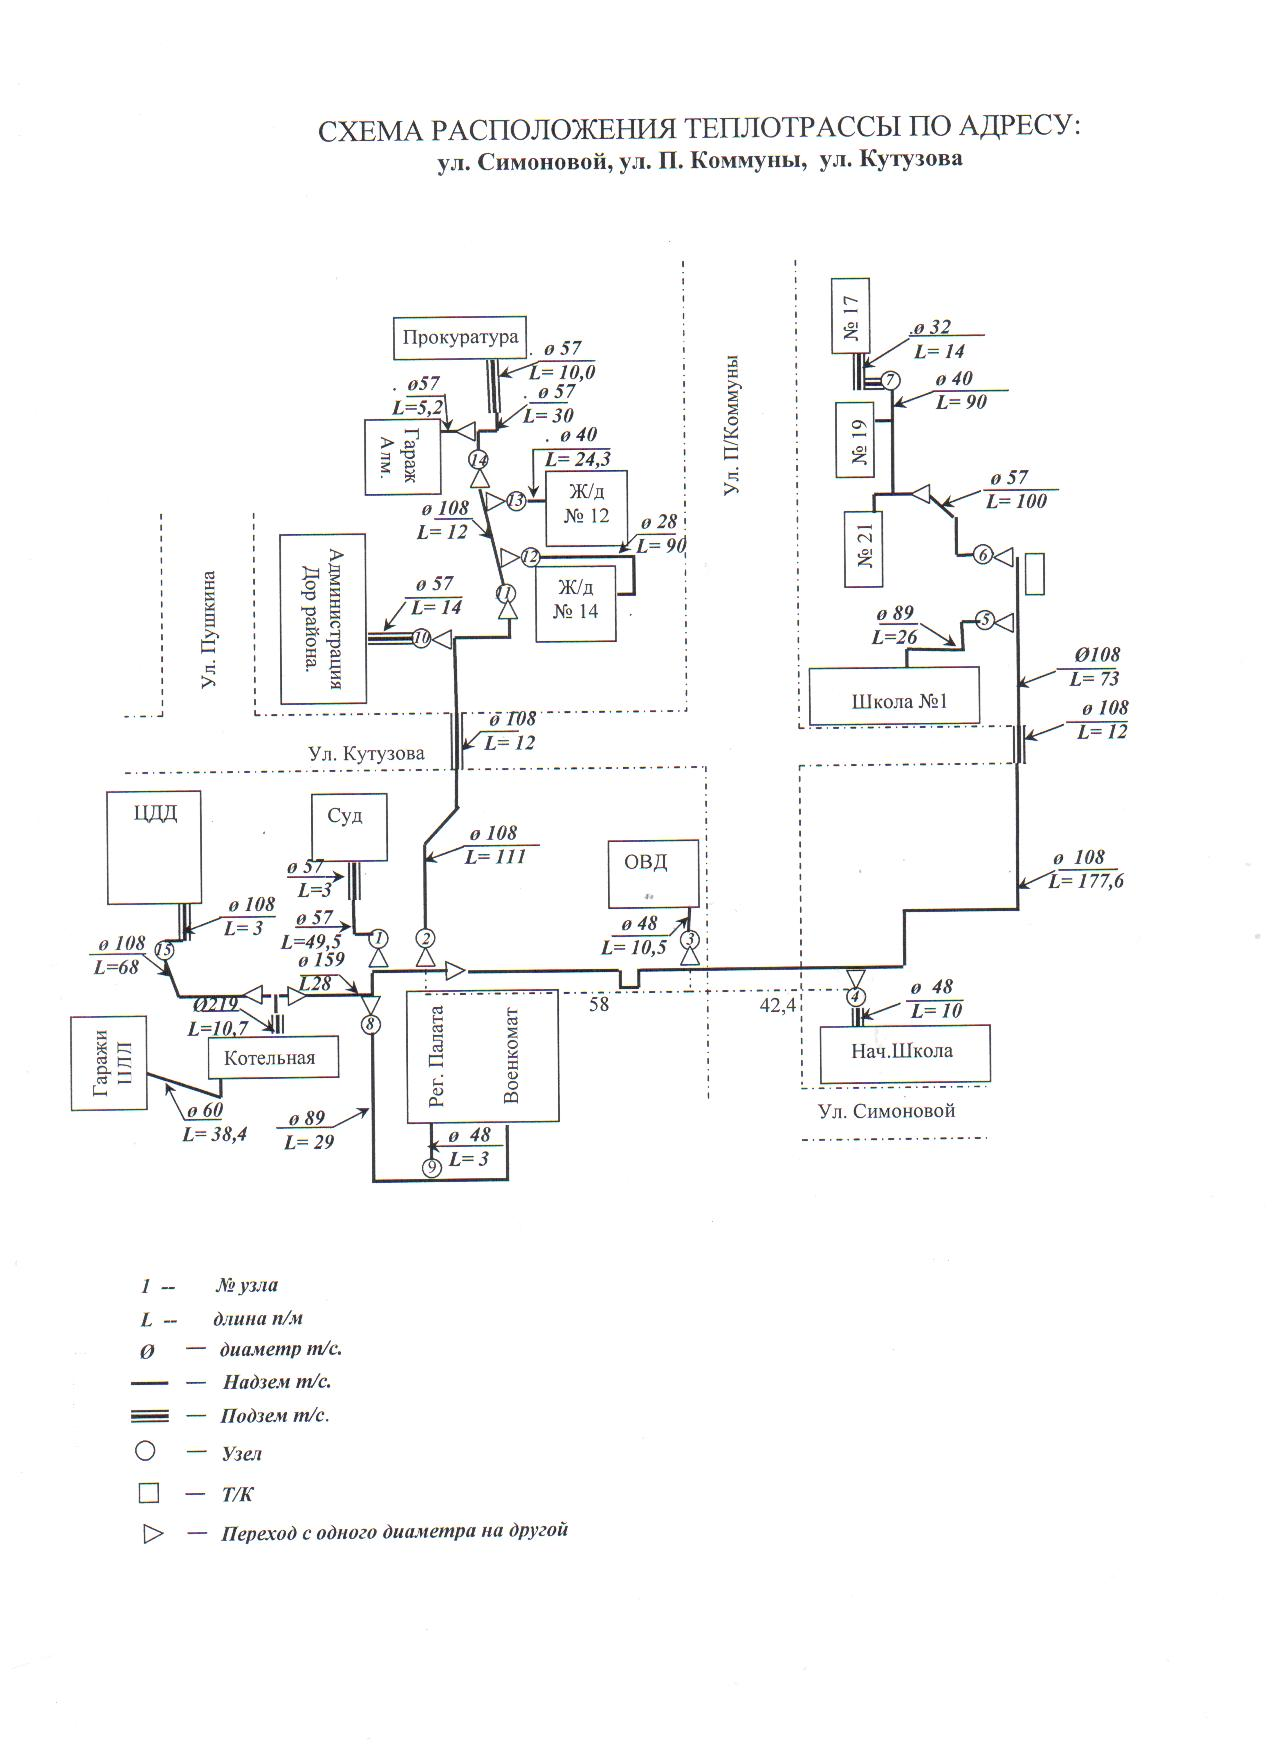 СХЕМА РАСПОЛОЖЕНИЯ ТЕПЛОТРАССЫ ПО АДРЕСУ:
ул. Симоновой, ул. П. Коммуны, ул. Кутузова
Прокуратура
. ø 57
L= 10,0
. ø57
L=5,2
. ø 57
L= 30
Гараж
Алм.
14
. ø 40
L= 24,3
13
Ж/д
№ 12
ø 108
L= 12
ø 28
L= 90
12
Ж/д
№ 14
11
Администрация
Дор района.
ø 57
L= 14
10
Ул. Пушкина
Ул. П/Коммуны
№ 17
.ø 32
L= 14
7
ø 40
L= 90
№ 19
ø 57
L= 100
№ 21
6
ø 89
L=26
5
Школа №1
Ø108
L= 73
ø 108
L= 12
ø 108
L= 12
Ул. Кутузова
ЦДД
Суд
ø 57
L=3
ø 108
L= 111
ОВД
ø 108
L= 177,6
ø 108
L= 3
ø 57
L=49,5
1
2
ø 48
L= 10,5
3
ø 108
L=68
15
ø 159
L28
Ø219
L=10,7
8
58
42,4
4
ø 48
L= 10
Гаражи
ЦДД
Котельная
Рег. Палата
Военкомат
Нач.Школа
ø 60
L= 38,4
ø 89
L= 29
ø 48
L= 3
9
Ул. Симоновой
1 -- № узла
L -- длина п/м
Ø — диаметр т/с.
— Надзем т/с.
— Подзем т/с.
— Узел
— Т/К
— Переход с одного диаметра на другой